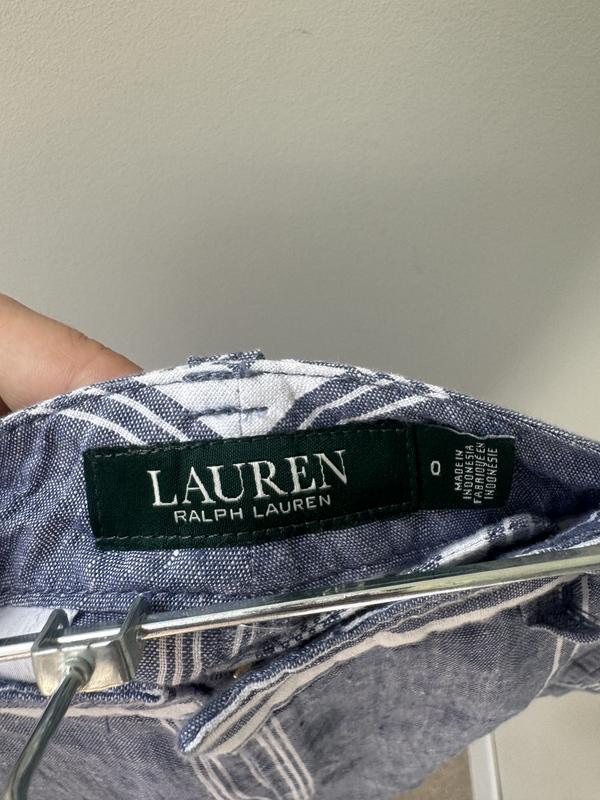 LAUREN
RALPH LAUREN
0
MADE IN
INDONESIA
FABRIQUÉ EN
INDONÉSIE